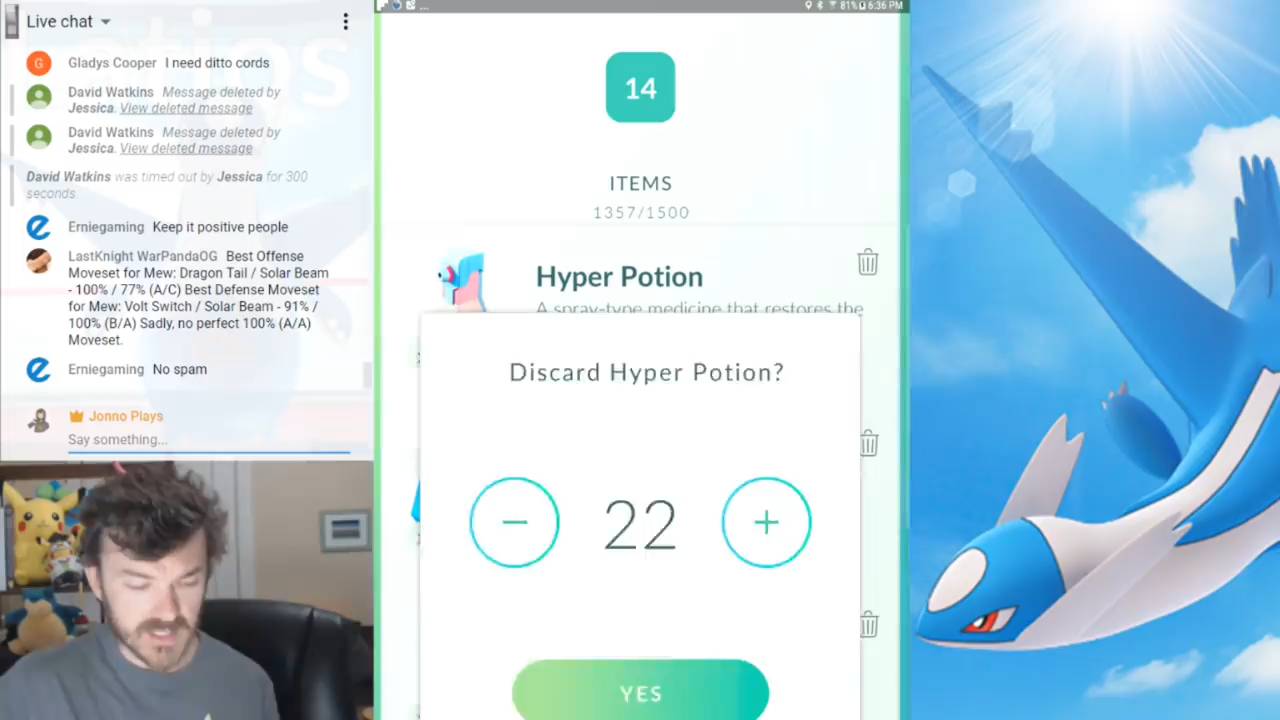 Live chat
Gladys Cooper I need ditto cords
David Watkins Message deleted by
Jessica. View deleted message
David Watkins Message deleted by
Jessica. View deleted message
David Watkins was timed out by Jessica for 300
seconds.
Erniegaming Keep it positive people
LastKnight WarPandaOG Best Offense
Moveset for Mew: Dragon Tail / Solar Beam
- 100% / 77% (A/C) Best Defense Moveset
for Mew: Volt Switch / Solar Beam - 91% /
100% (B/A) Sadly, no perfect 100% (A/A)
Moveset.
Erniegaming No spam
Jonno Plays
Say something...
... 81% 6:36 PM
14
ITEMS
1357/1500
Hyper Potion
A spray-type medicine that restores the
Discard Hyper Potion?
− 22 +
YES
G